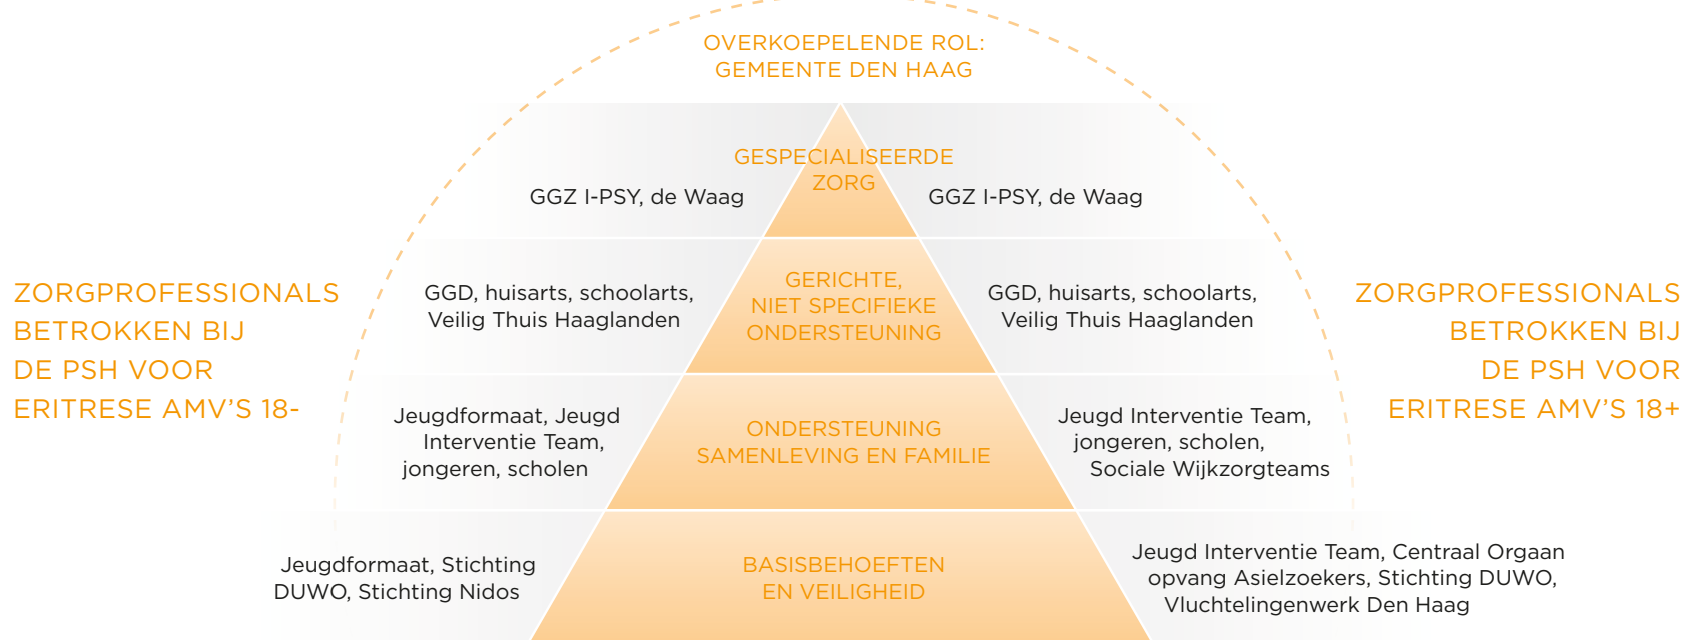 OVERKOEPELENDE ROL:
GEMEENTE DEN HAAG
GESPECIALISEERDE
ZORG
GGZ I-PSY, de Waag
GGZ I-PSY, de Waag
ZORGPROFESSIONALS
BETROKKEN BIJ
DE PSH VOOR
ERITRESE AMV'S 18-
GGD, huisarts, schoolarts,
Veilig Thuis Haaglanden
GERICHTE,
NIET SPECIFIEKE
ONDERSTEUNING
GGD, huisarts, schoolarts,
Veilig Thuis Haaglanden
ZORGPROFESSIONALS
BETROKKEN BIJ
DE PSH VOOR
ERITRESE AMV'S 18+
Jeugdformaat, Jeugd
Interventie Team,
jongeren, scholen
ONDERSTEUNING
SAMENLEVING EN FAMILIE
Jeugd Interventie Team,
jongeren, scholen,
Sociale Wijkzorgteams
Jeugdformaat, Stichting
DUWO, Stichting Nidos
BASISBEHOEFTEN
EN VEILIGHEID
Jeugd Interventie Team, Centraal Orgaan
opvang Asielzoekers, Stichting DUWO,
Vluchtelingenwerk Den Haag